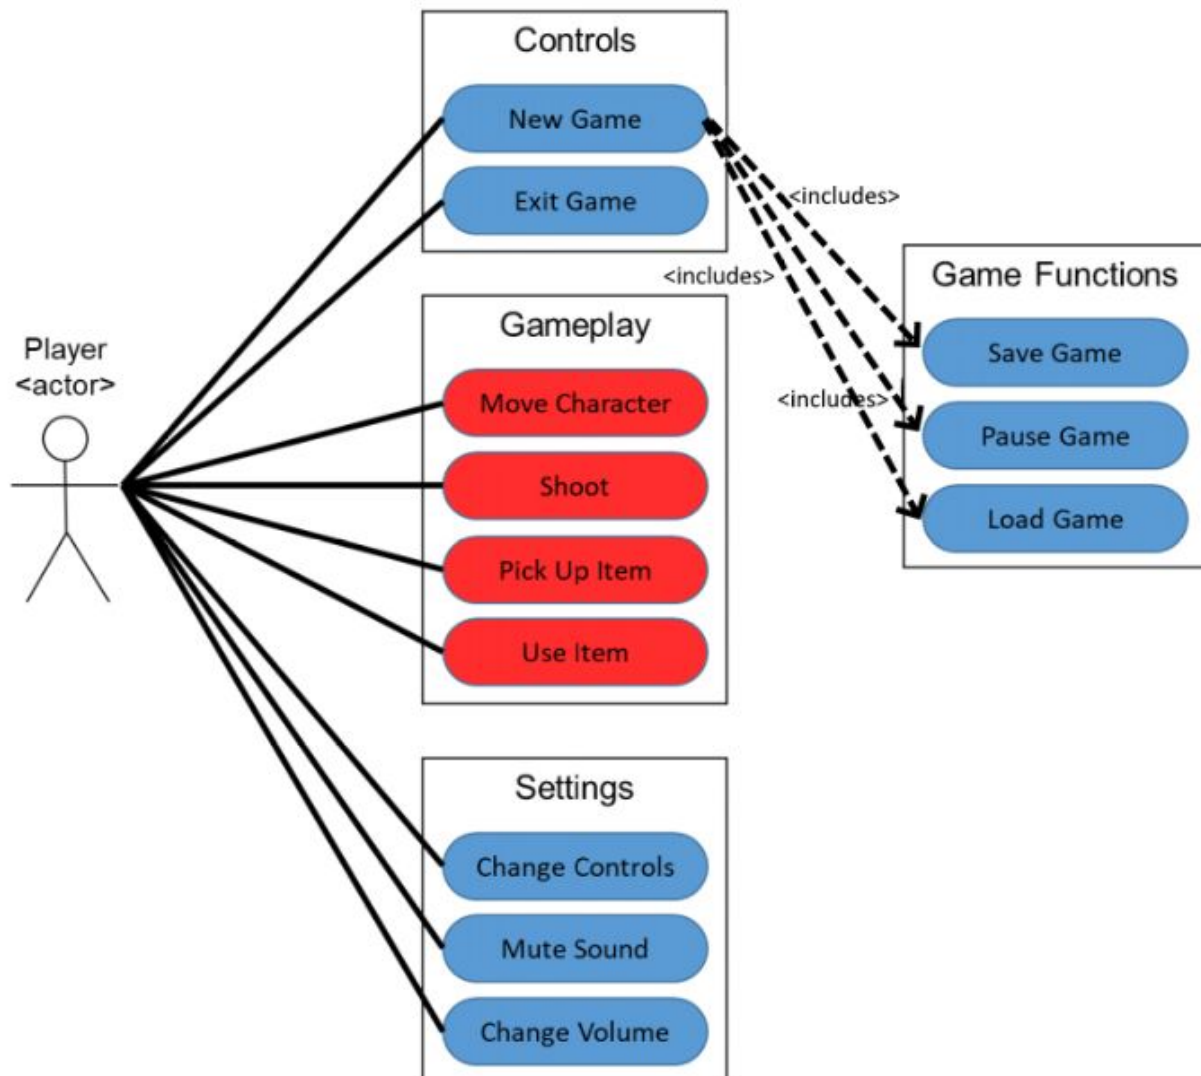 Controls
New Game
Exit Game
<includes>
<includes>
<includes>
Game Functions
Save Game
Pause Game
Load Game
Player
<actor>
Gameplay
Move Character
Shoot
Pick Up Item
Use Item
Settings
Change Controls
Mute Sound
Change Volume